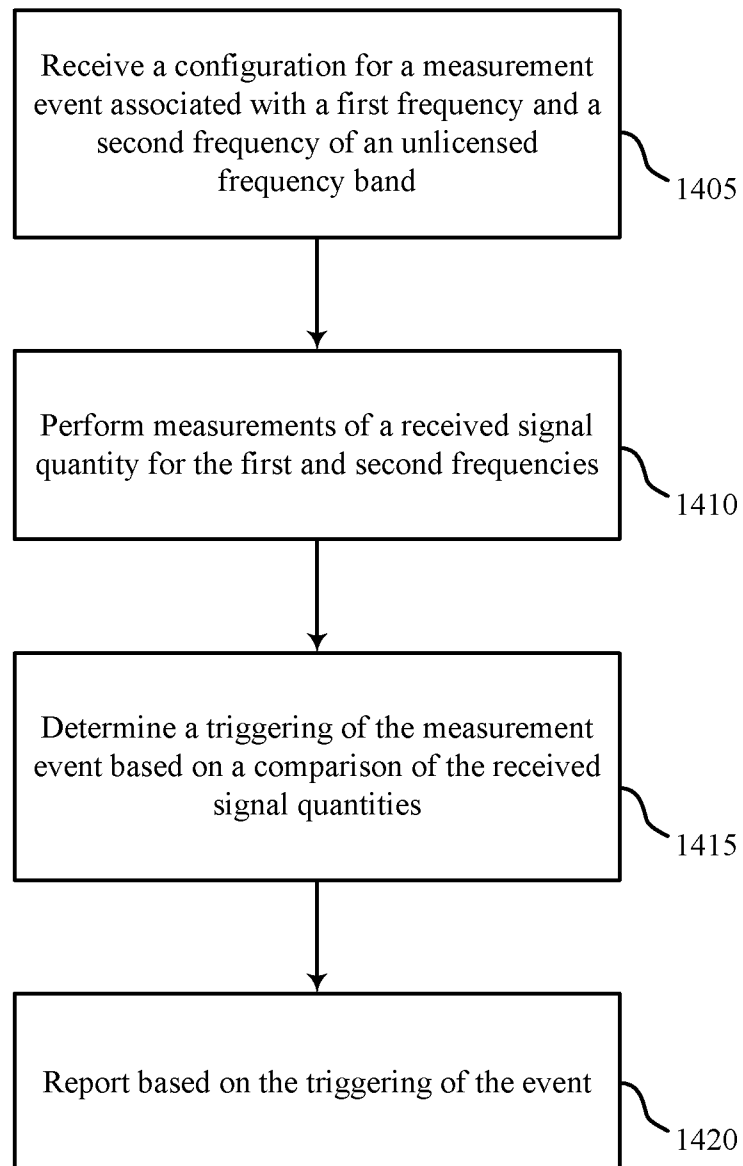 Receive a configuration for a measurement
event associated with a first frequency and a
second frequency of an unlicensed
frequency band
1405
Perform measurements of a received signal
quantity for the first and second frequencies
1410
Determine a triggering of the measurement
event based on a comparison of the received
signal quantities
1415
Report based on the triggering of the event
1420